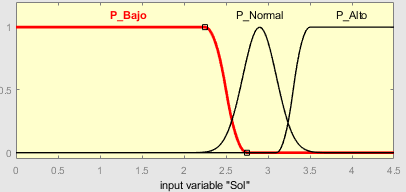 P_Bajo P_Normal P_Alto
1
0.5
0
0 0.5 1 1.5 2 2.5 3 3.5 4 4.5
input variable "Sol"